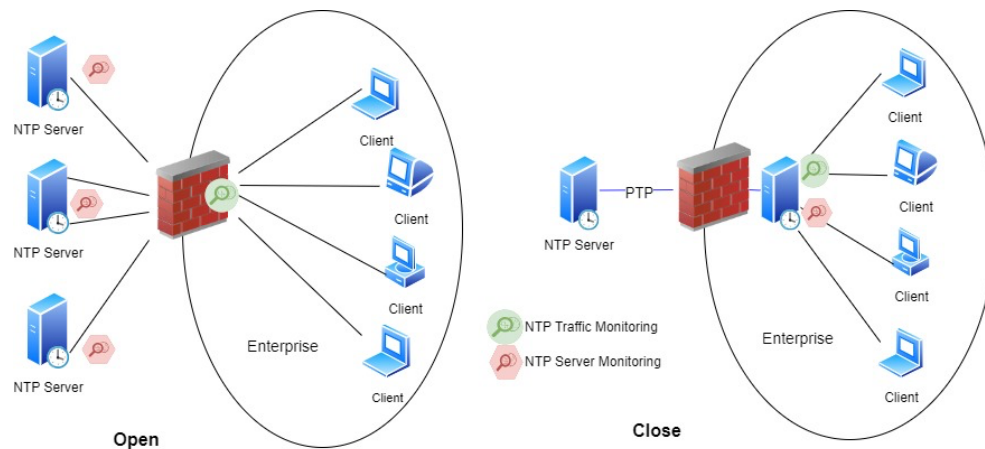 NTP Server
NTP Server
NTP Server
Client
Client
Client
Client
Enterprise
Open
NTP Server
PTP
Client
Client
Client
Client
Enterprise
NTP Traffic Monitoring
NTP Server Monitoring
Close